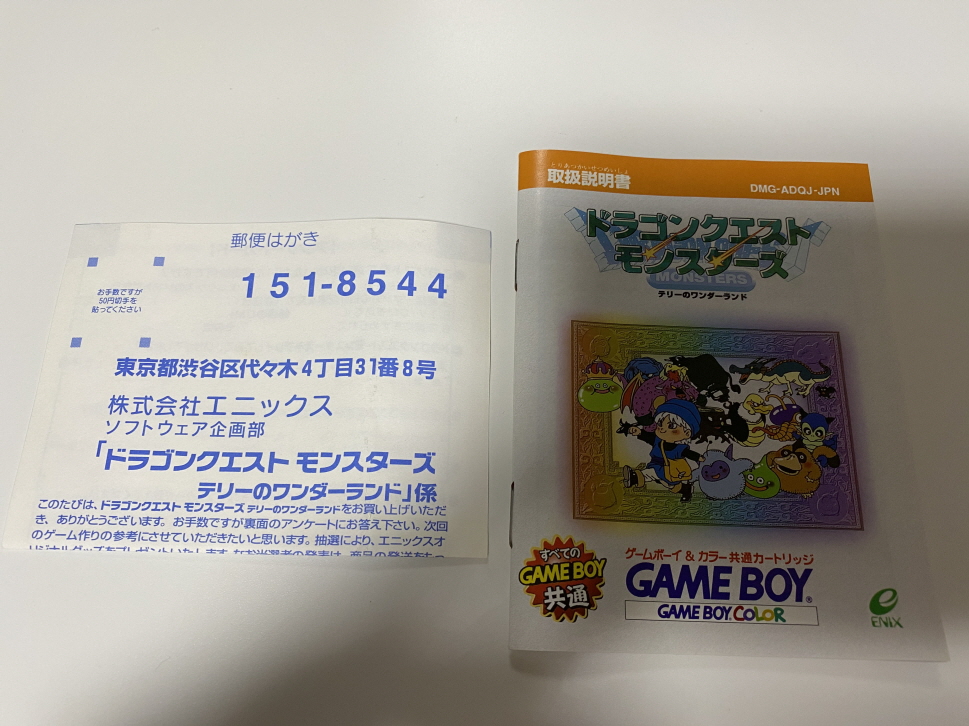 郵便はがき
151-8544
お手数ですが
50円切手を
貼ってください
東京都渋谷区代々木4丁目31番8号
株式会社エニックス
ソフトウェア企画部
「ドラゴンクエスト モンスターズ
テリーのワンダーランド」係
このたびは、ドラゴンクエスト モンスターズ テリーのワンダーランドをお買い上げいただ
き、ありがとうございます。お手数ですが裏面のアンケートにお答え下さい。次回
のゲーム作りの参考にさせていただきたいと思います。抽選により、エニックスオ
とりあつかいせつめいしょ
取扱説明書
DMG-ADQJ-JPN
ドラゴンクエスト
モンスターズ
MONSTERS
テリーのワンダーランド
すべての
GAME BOY
共通
ゲームボーイ & カラー共通カートリッジ
GAME BOY®
GAME BOY COLOR
ENIX